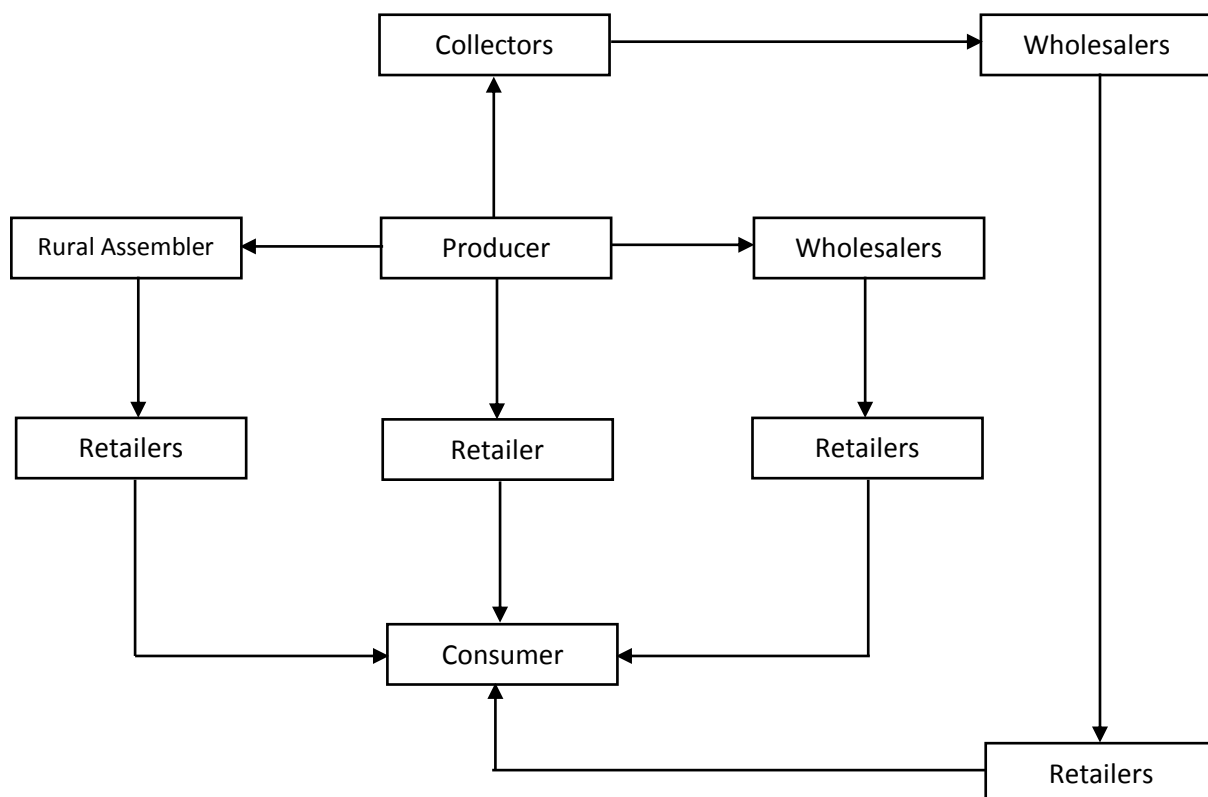 Collectors
Wholesalers
Rural Assembler
Producer
Wholesalers
Retailers
Retailer
Retailers
Consumer
Retailers